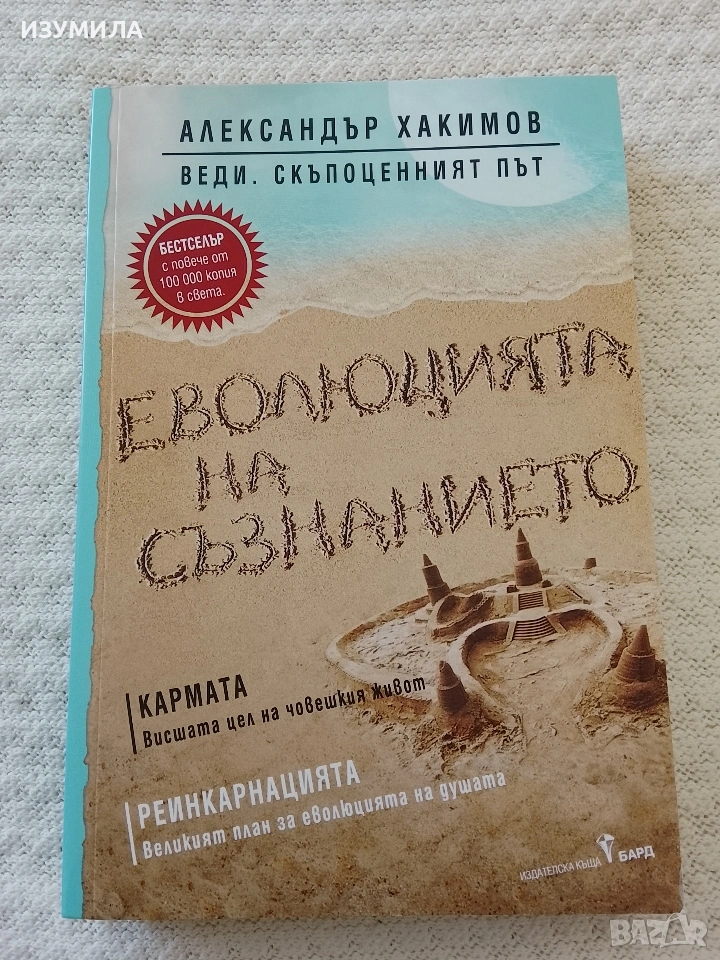 ИЗУМИЛА
АЛЕКСАНДЪР ХАКИМОВ
ВЕДИ. СКЪПОЦЕННИЯТ ПЪТ
БЕСТСЕЛЪР
с повече от
100 000 копия
в света.
ЕВОЛЮЦИЯТА
НА
СЪЗНАНИЕТО
КАРМАТА
Висшата цел на човешкия живот
РЕИНКАРНАЦИЯТА
Великият план за еволюцията на душата
ИЗДАТЕЛСКА КЪЩА БАРД
BAZAR